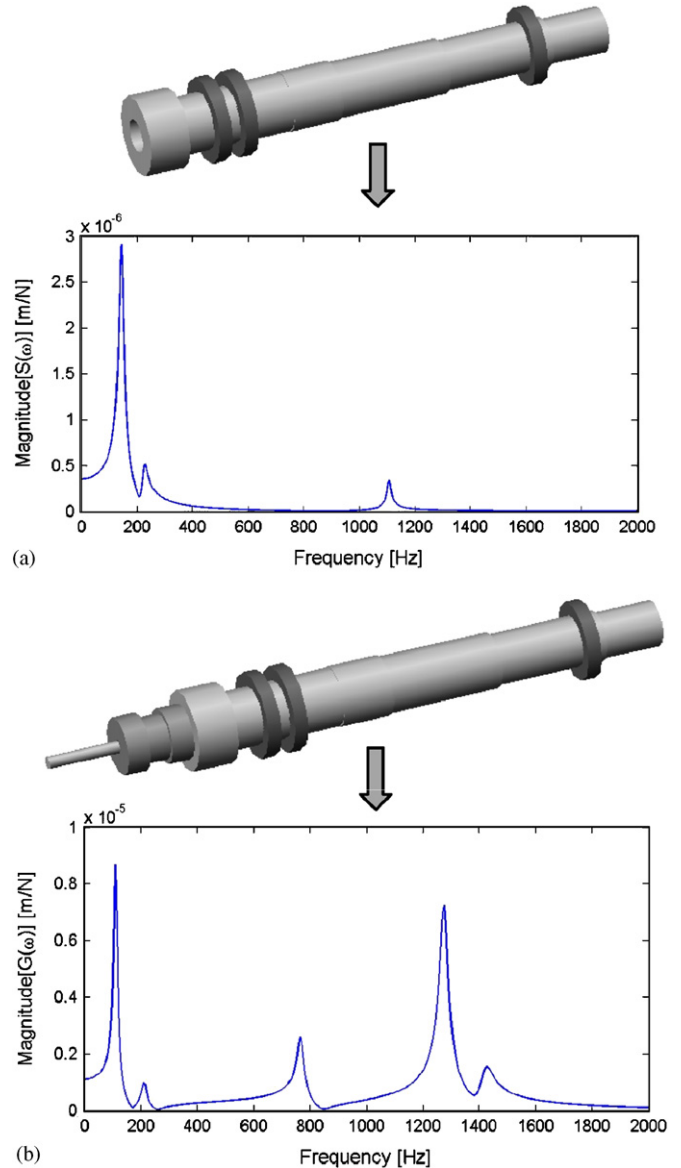 x 10-6
3
2.5
2
1.5
1
0.5
0
Magnitude[S(ω)] [m/N]
0 200 400 600 800 1000 1200 1400 1600 1800 2000
Frequency [Hz]
(a)
x 10-5
1
0.8
0.6
0.4
0.2
0
Magnitude[G(ω)] [m/N]
0 200 400 600 800 1000 1200 1400 1600 1800 2000
Frequency [Hz]
(b)